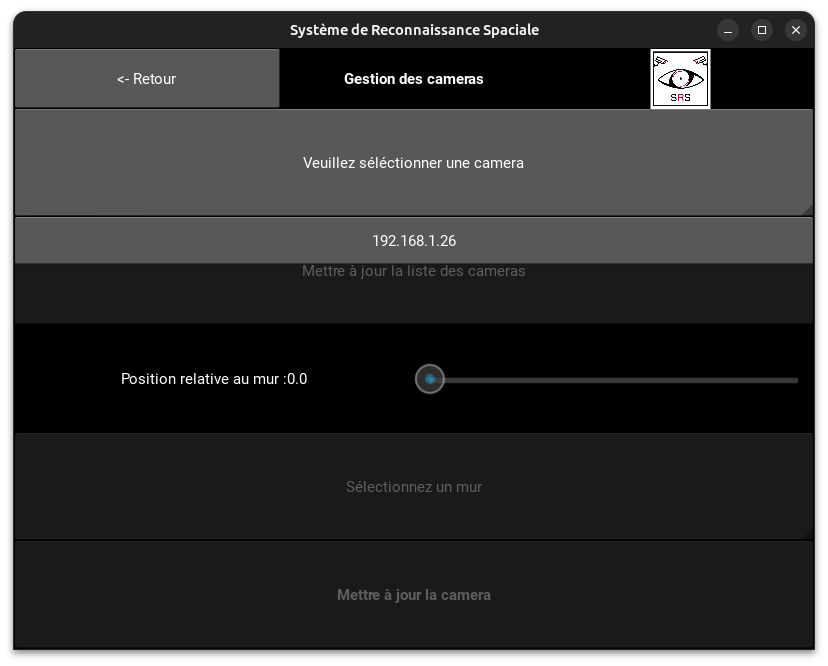 Système de Reconnaissance Spaciale
<- Retour
Gestion des cameras
SRS
Veuillez séléctionner une camera
192.168.1.26
Mettre à jour la liste des cameras
Position relative au mur :0.0
Sélectionnez un mur
Mettre à jour la camera